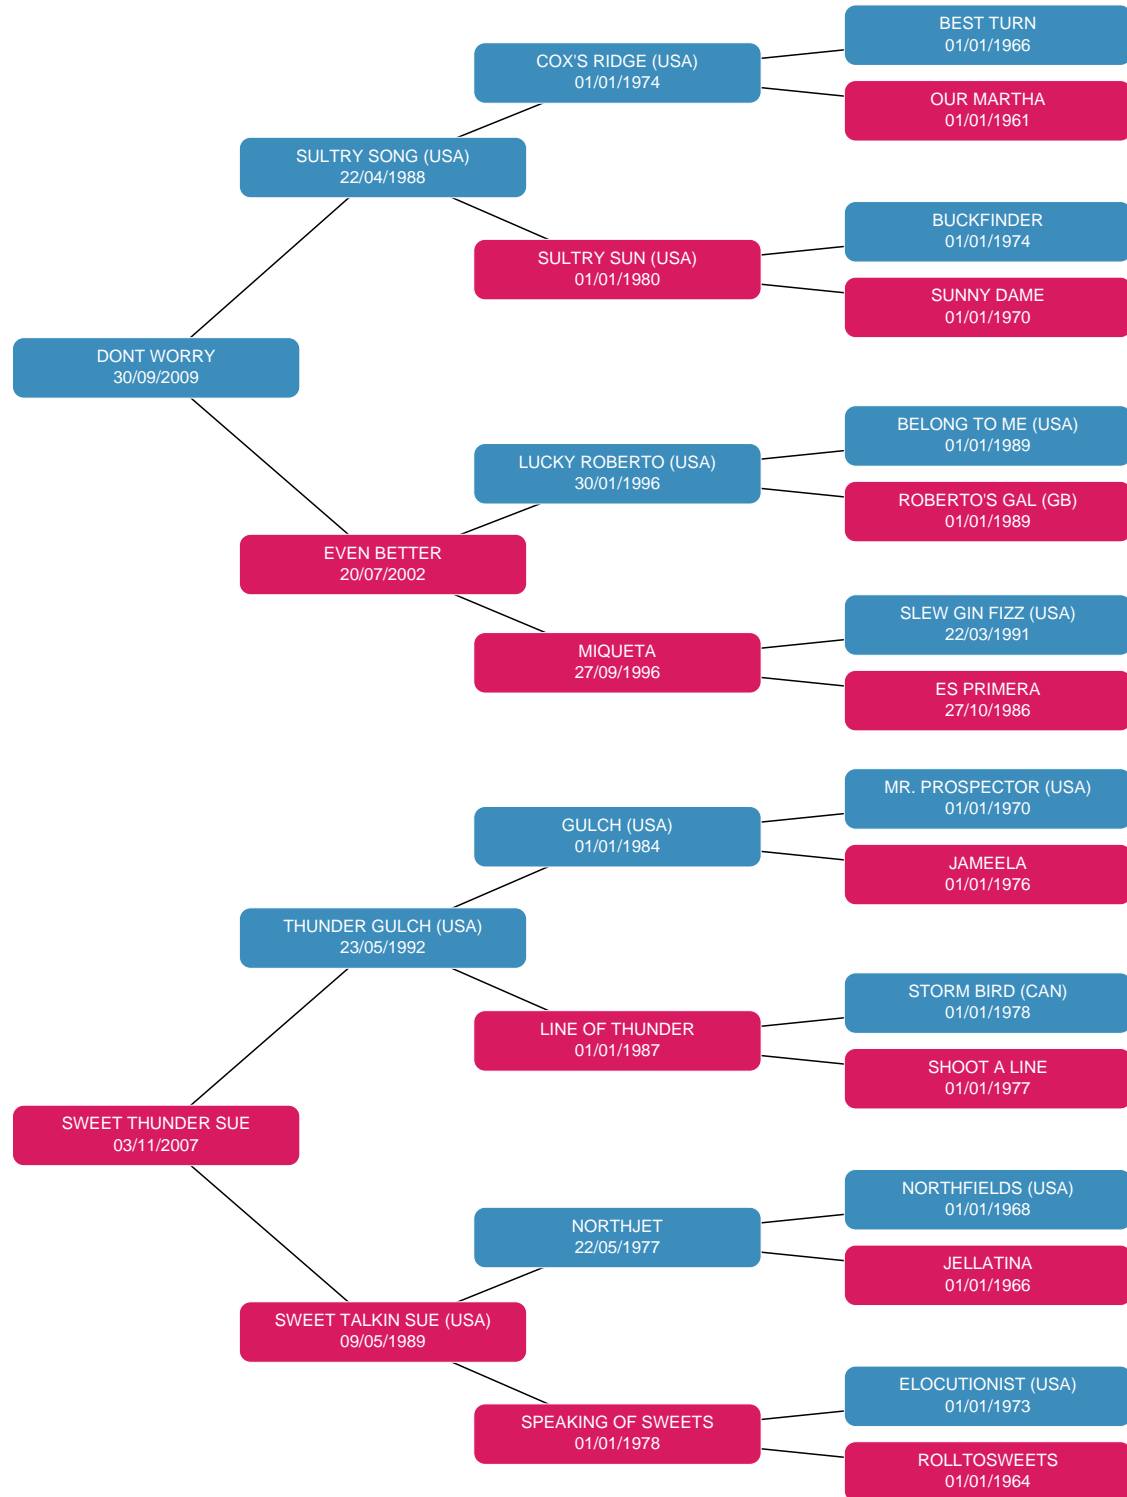 BEST TURN
01/01/1966
COX'S RIDGE (USA)
01/01/1974
OUR MARTHA
01/01/1961
SULTRY SONG (USA)
22/04/1988
BUCKFINDER
01/01/1974
SULTRY SUN (USA)
01/01/1980
SUNNY DAME
01/01/1970
DONT WORRY
30/09/2009
BELONG TO ME (USA)
01/01/1989
LUCKY ROBERTO (USA)
30/01/1996
ROBERTO'S GAL (GB)
01/01/1989
EVEN BETTER
20/07/2002
SLEW GIN FIZZ (USA)
22/03/1991
MIQUETA
27/09/1996
ES PRIMERA
27/10/1986
MR. PROSPECTOR (USA)
01/01/1970
GULCH (USA)
01/01/1984
JAMEELA
01/01/1976
THUNDER GULCH (USA)
23/05/1992
STORM BIRD (CAN)
01/01/1978
LINE OF THUNDER
01/01/1987
SHOOT A LINE
01/01/1977
SWEET THUNDER SUE
03/11/2007
NORTHFIELDS (USA)
01/01/1968
NORTHJET
22/05/1977
JELLATINA
01/01/1966
SWEET TALKIN SUE (USA)
09/05/1989
ELOCUTIONIST (USA)
01/01/1973
SPEAKING OF SWEETS
01/01/1978
ROLLTOSWEETS
01/01/1964